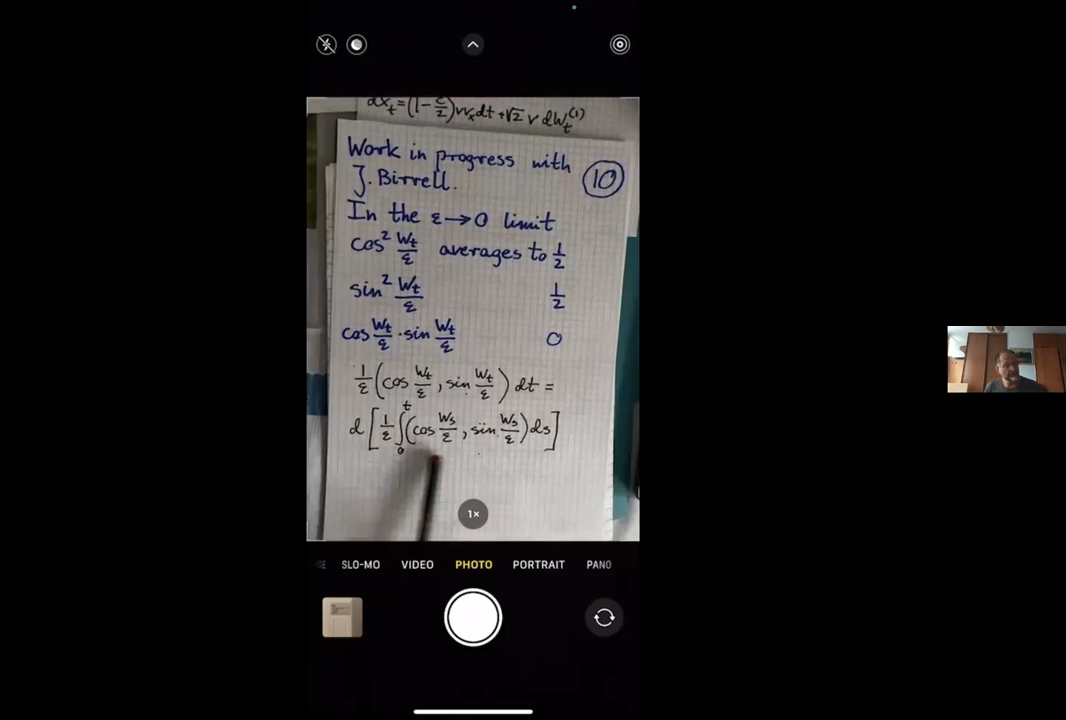 dx_t = (1 - c/2) v v_x dt + √2 v dW_t^(1)
Work in progress with
J. Birrell.
10
In the ε → 0 limit
cos² W_t/ε averages to 1/2
sin² W_t/ε 1/2
cos W_t/ε · sin W_t/ε 0
1/ε (cos W_t/ε, sin W_t/ε) dt =
d [1/ε ∫_0^t (cos W_s/ε, sin W_s/ε) ds]
1×
SLO-MO VIDEO PHOTO PORTRAIT PANO